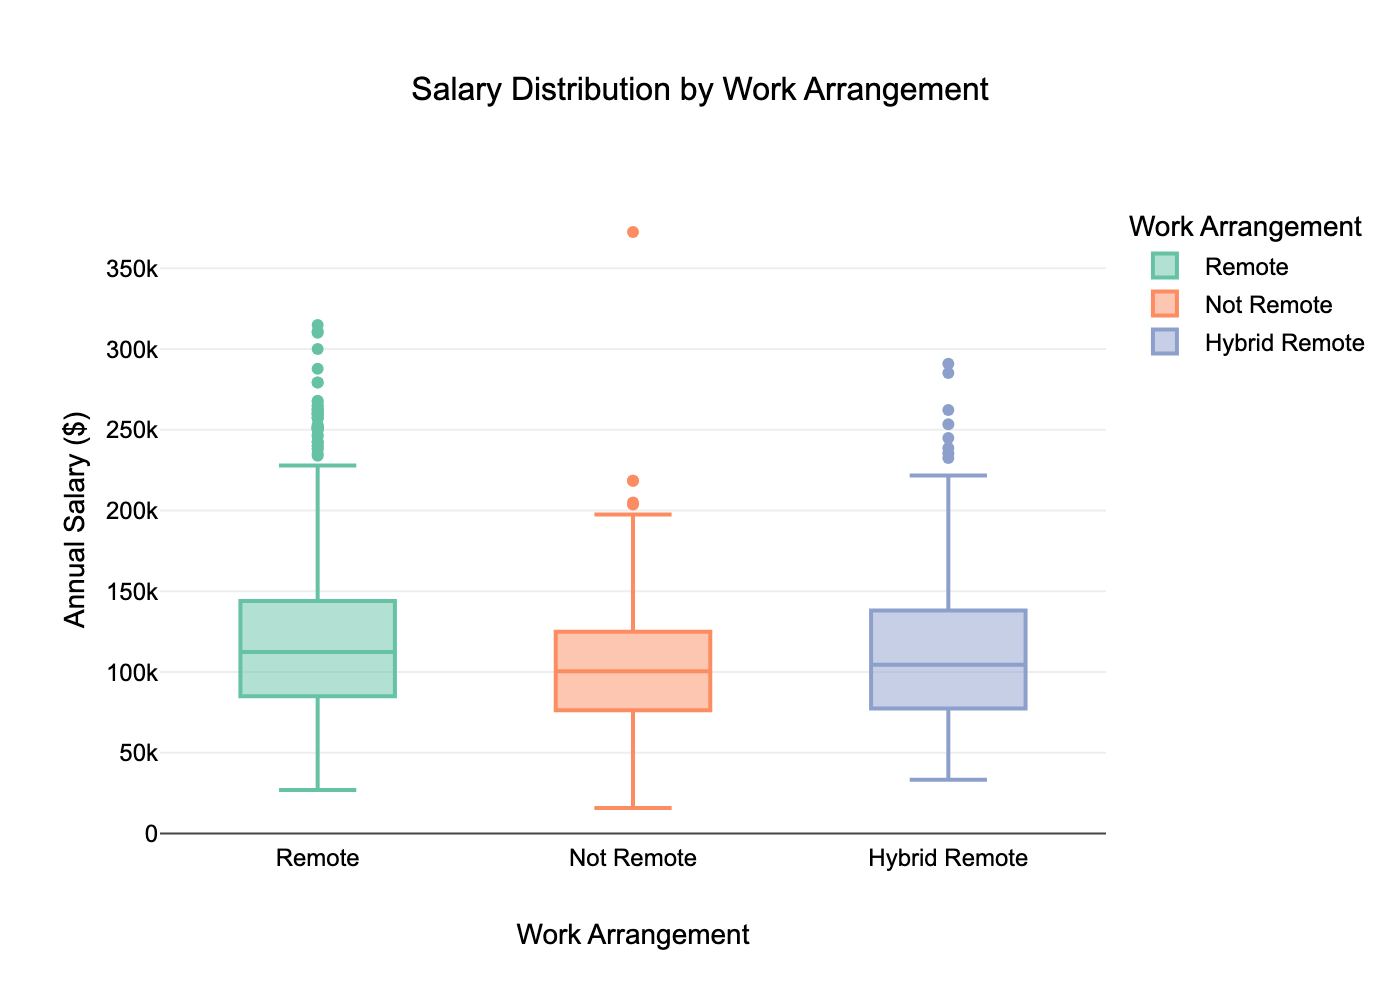 Salary Distribution by Work Arrangement
Work Arrangement
Remote
Not Remote
Hybrid Remote
Annual Salary ($)
350k
300k
250k
200k
150k
100k
50k
0
Remote
Not Remote
Hybrid Remote
Work Arrangement